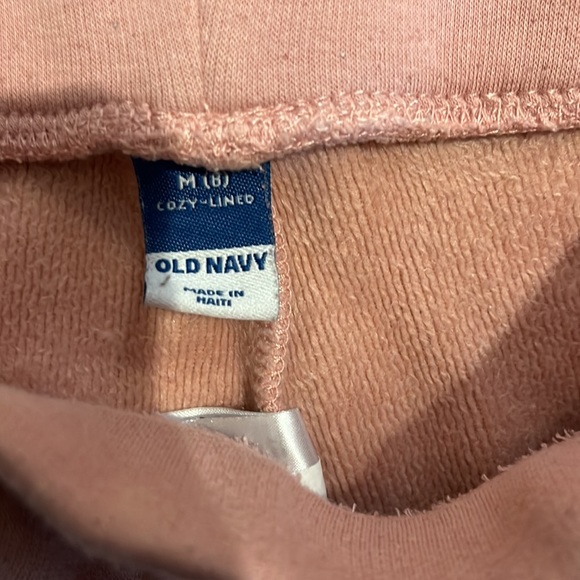 M (8)
COZY-LINED
OLD NAVY
MADE IN
HAITI